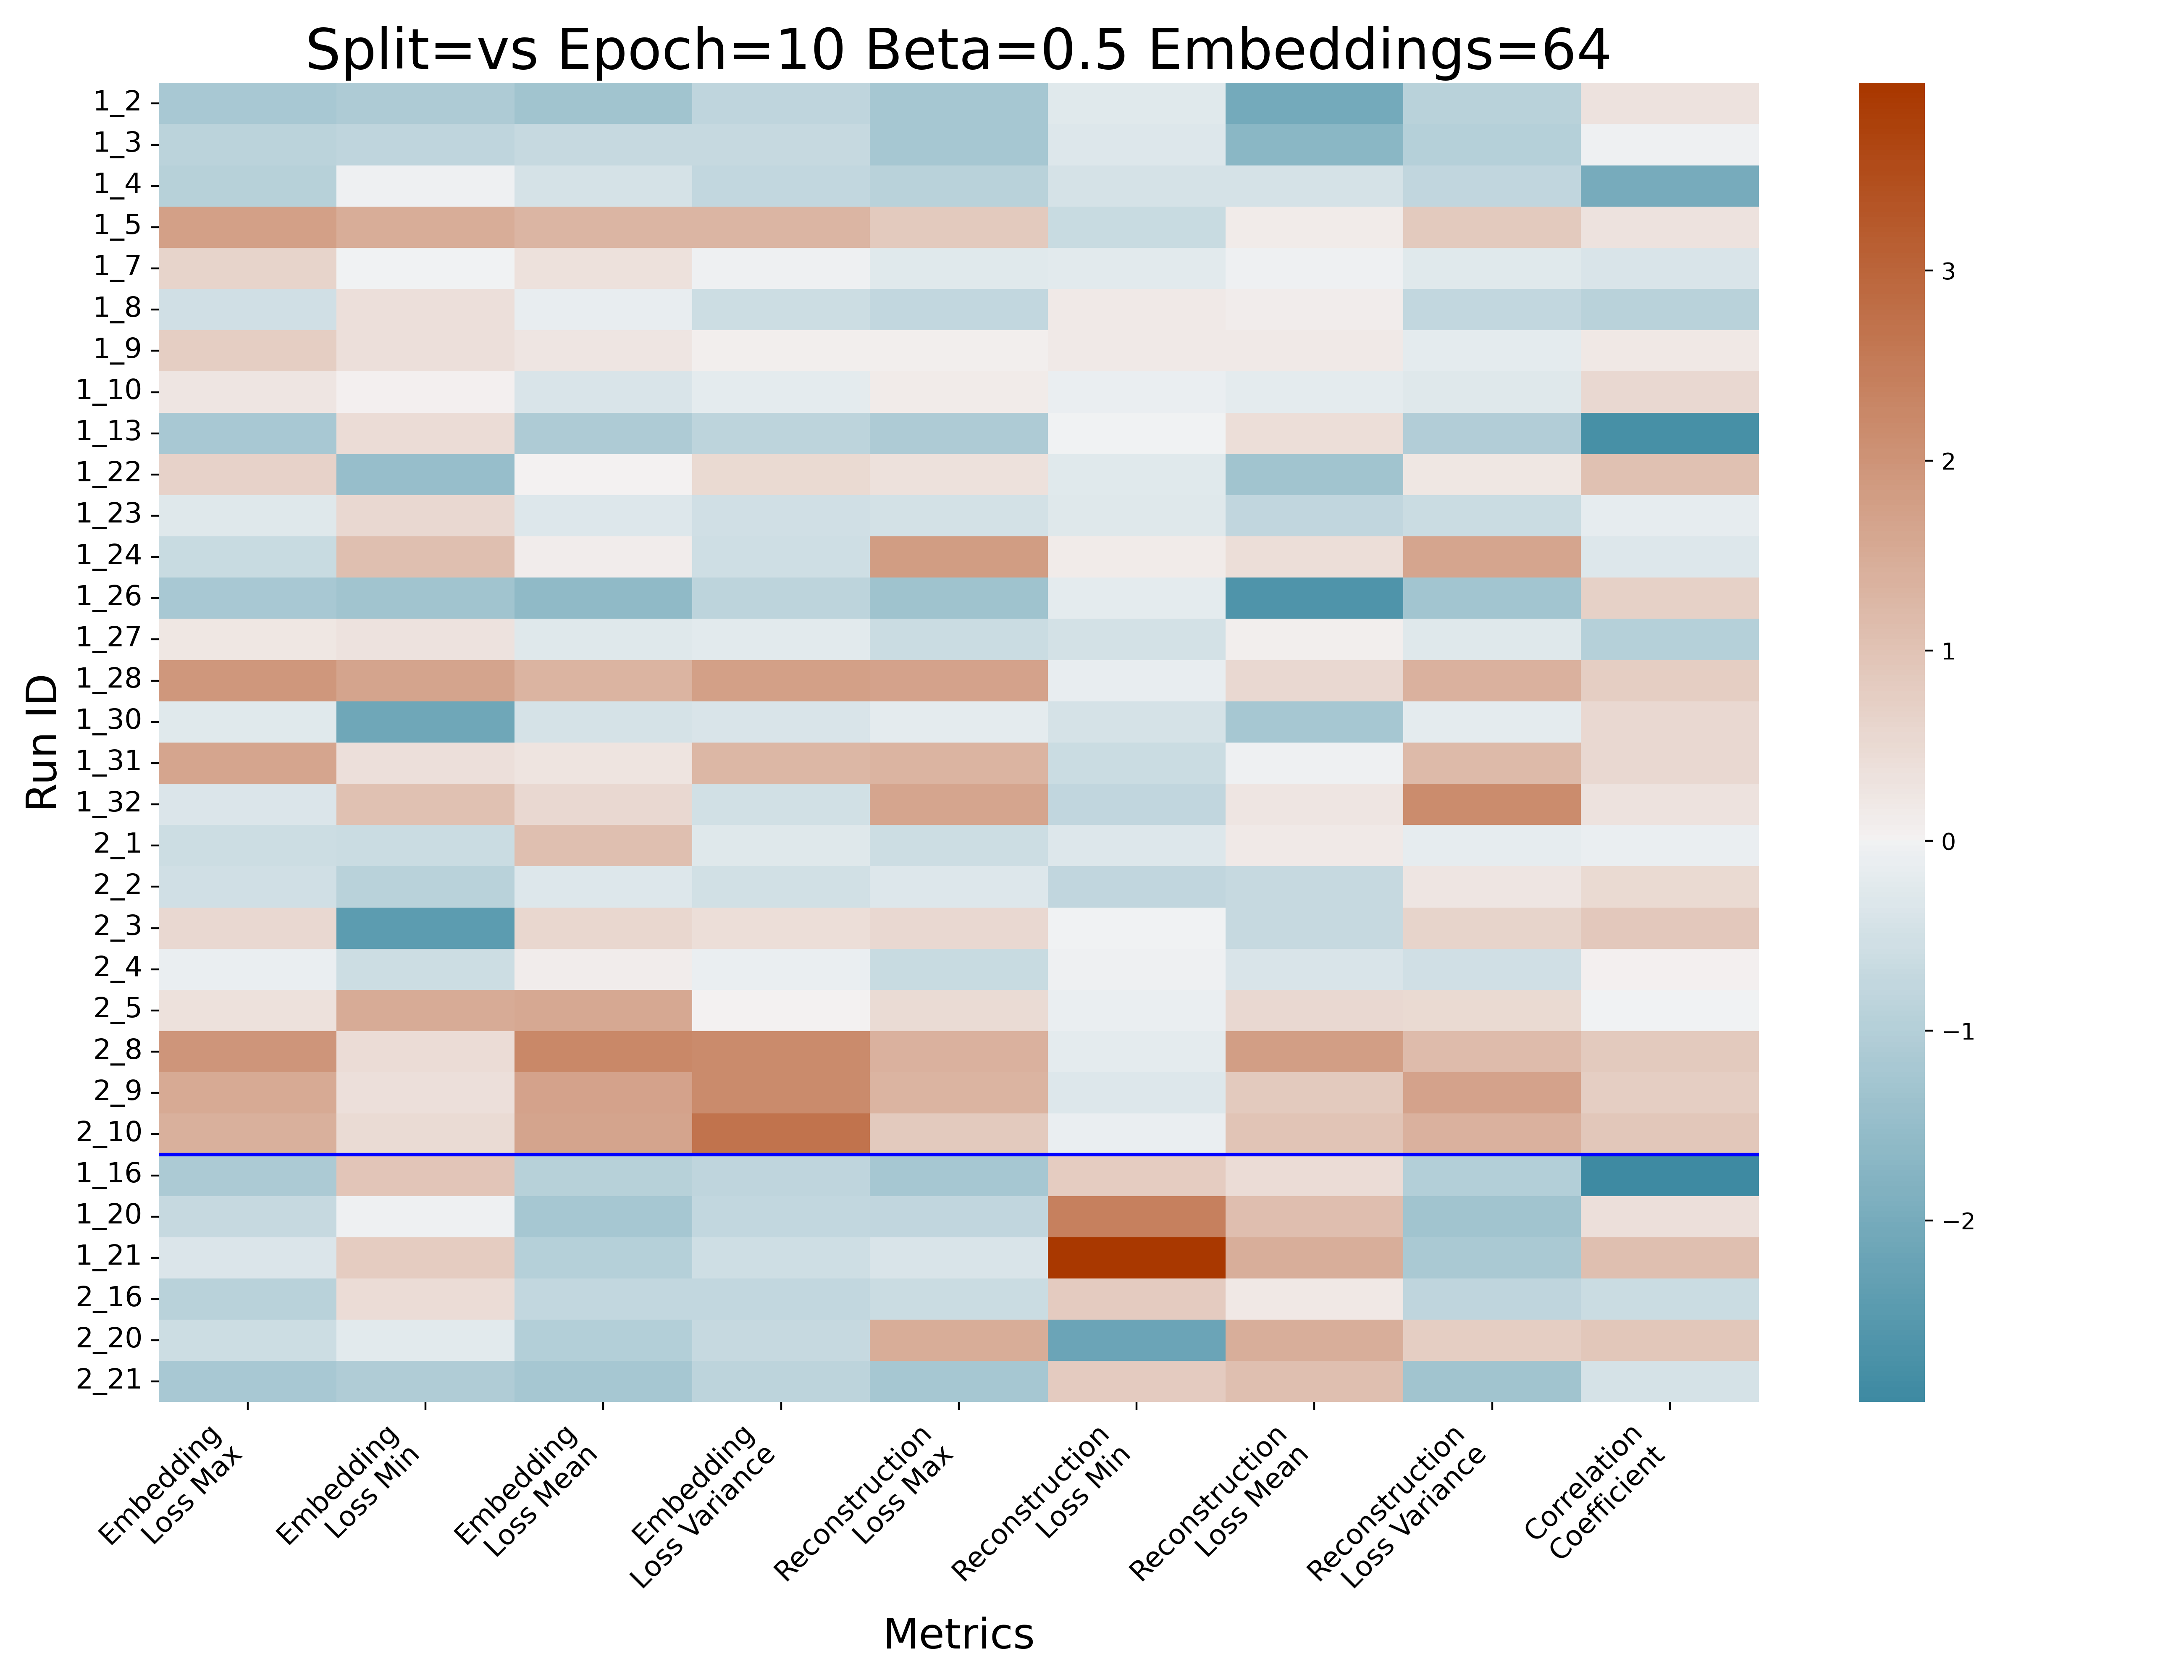 Split=vs Epoch=10 Beta=0.5 Embeddings=64
Run ID
1_2
1_3
1_4
1_5
1_7
1_8
1_9
1_10
1_13
1_22
1_23
1_24
1_26
1_27
1_28
1_30
1_31
1_32
2_1
2_2
2_3
2_4
2_5
2_8
2_9
2_10
1_16
1_20
1_21
2_16
2_20
2_21
3
2
1
0
−1
−2
Embedding
Loss Max
Embedding
Loss Min
Embedding
Loss Mean
Embedding
Loss Variance
Reconstruction
Loss Max
Reconstruction
Loss Min
Reconstruction
Loss Mean
Reconstruction
Loss Variance
Correlation
Coefficient
Metrics